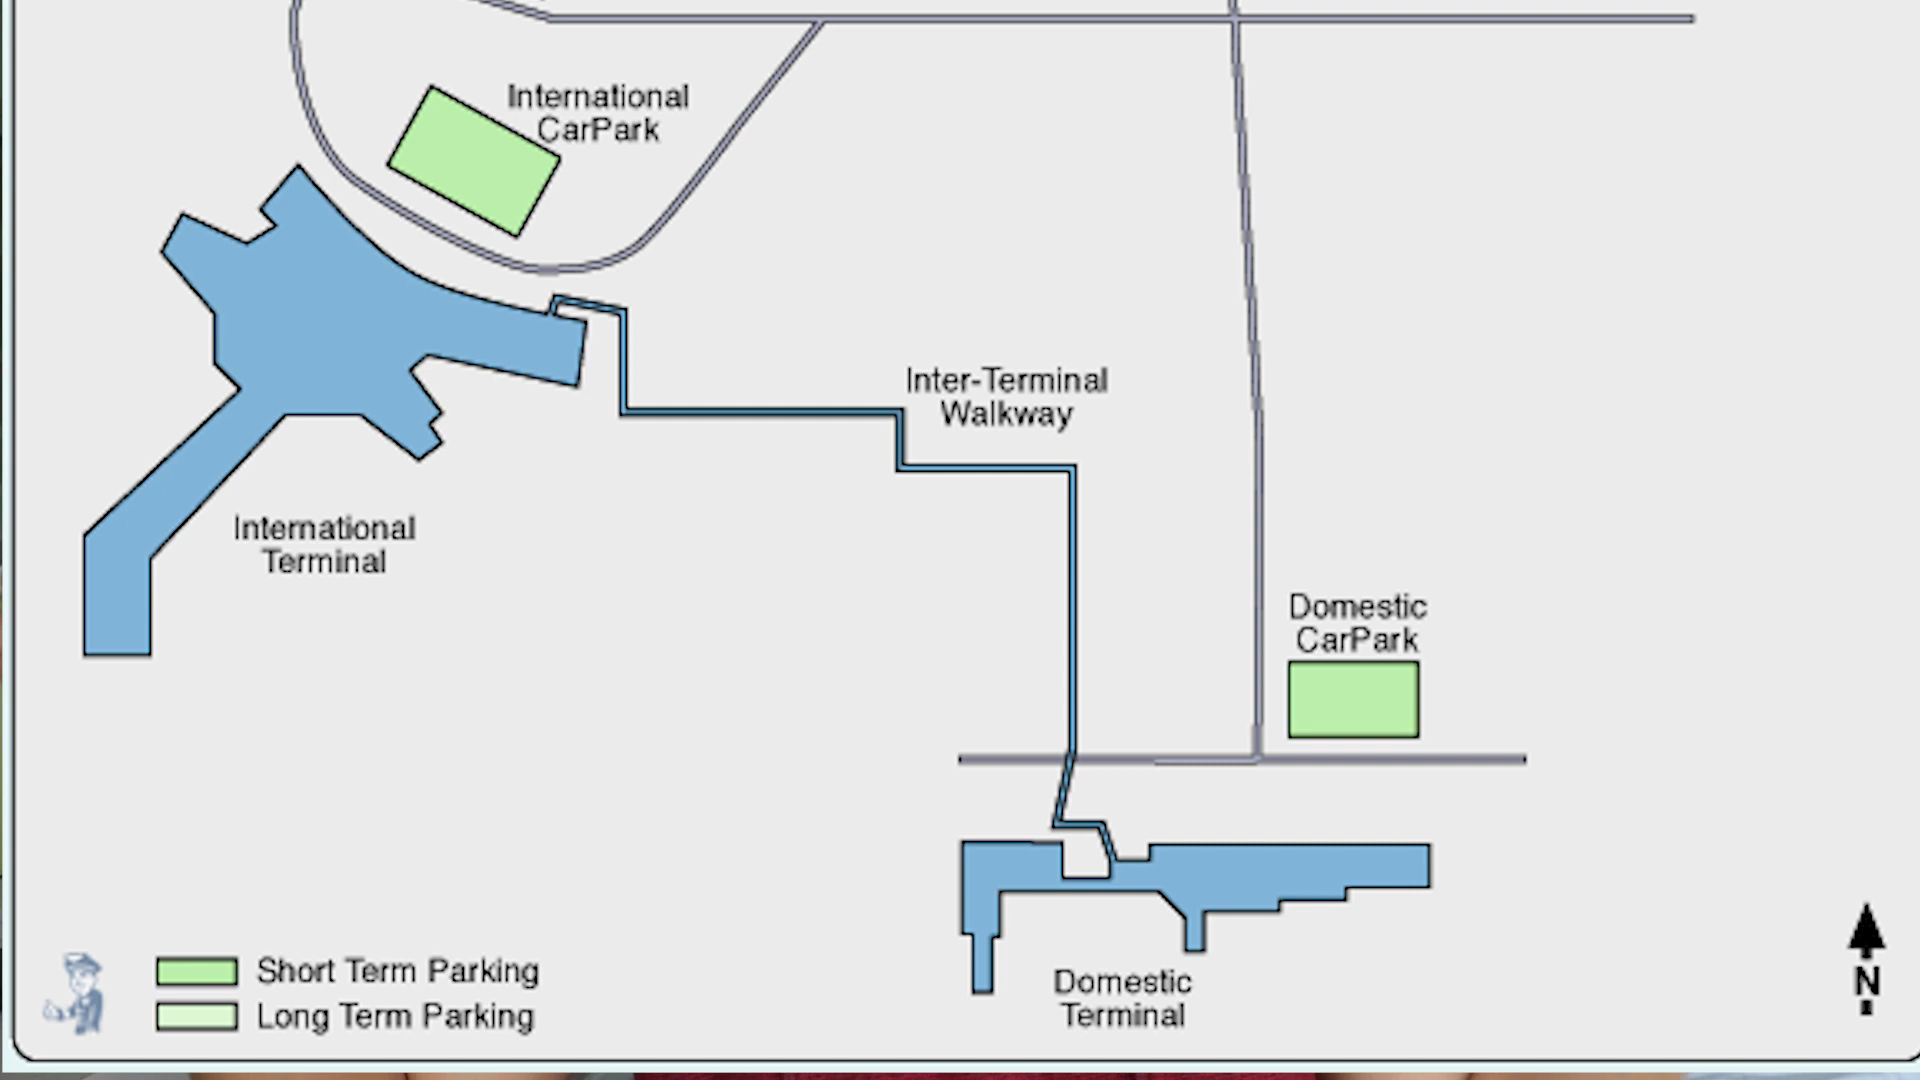 International
CarPark
Inter-Terminal
Walkway
International
Terminal
Domestic
CarPark
Short Term Parking
Long Term Parking
Domestic
Terminal
N